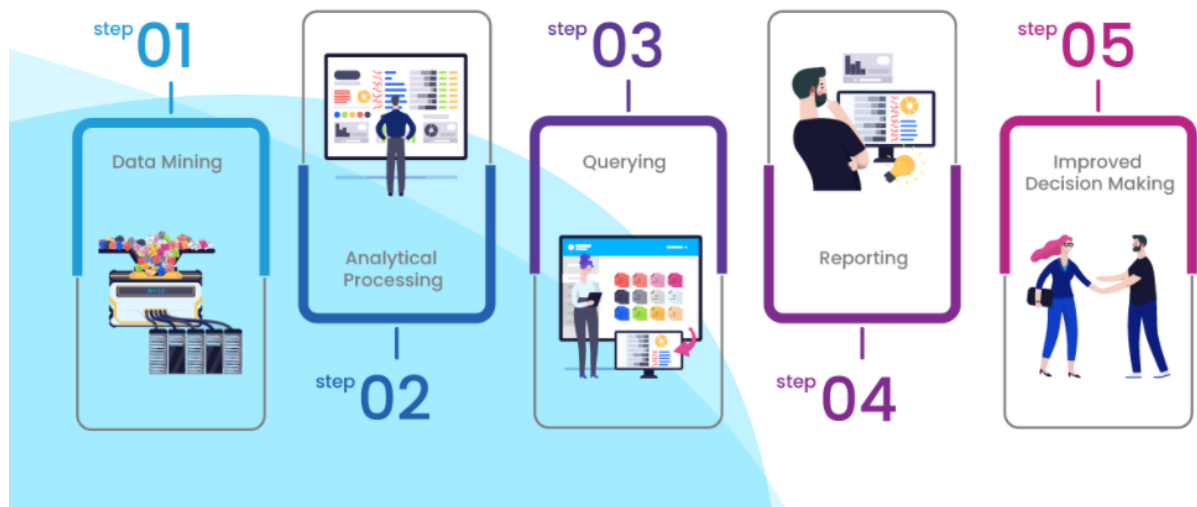 step 01
Data Mining
Analytical
Processing
step 02
step 03
Querying
Reporting
step 04
step 05
Improved
Decision Making